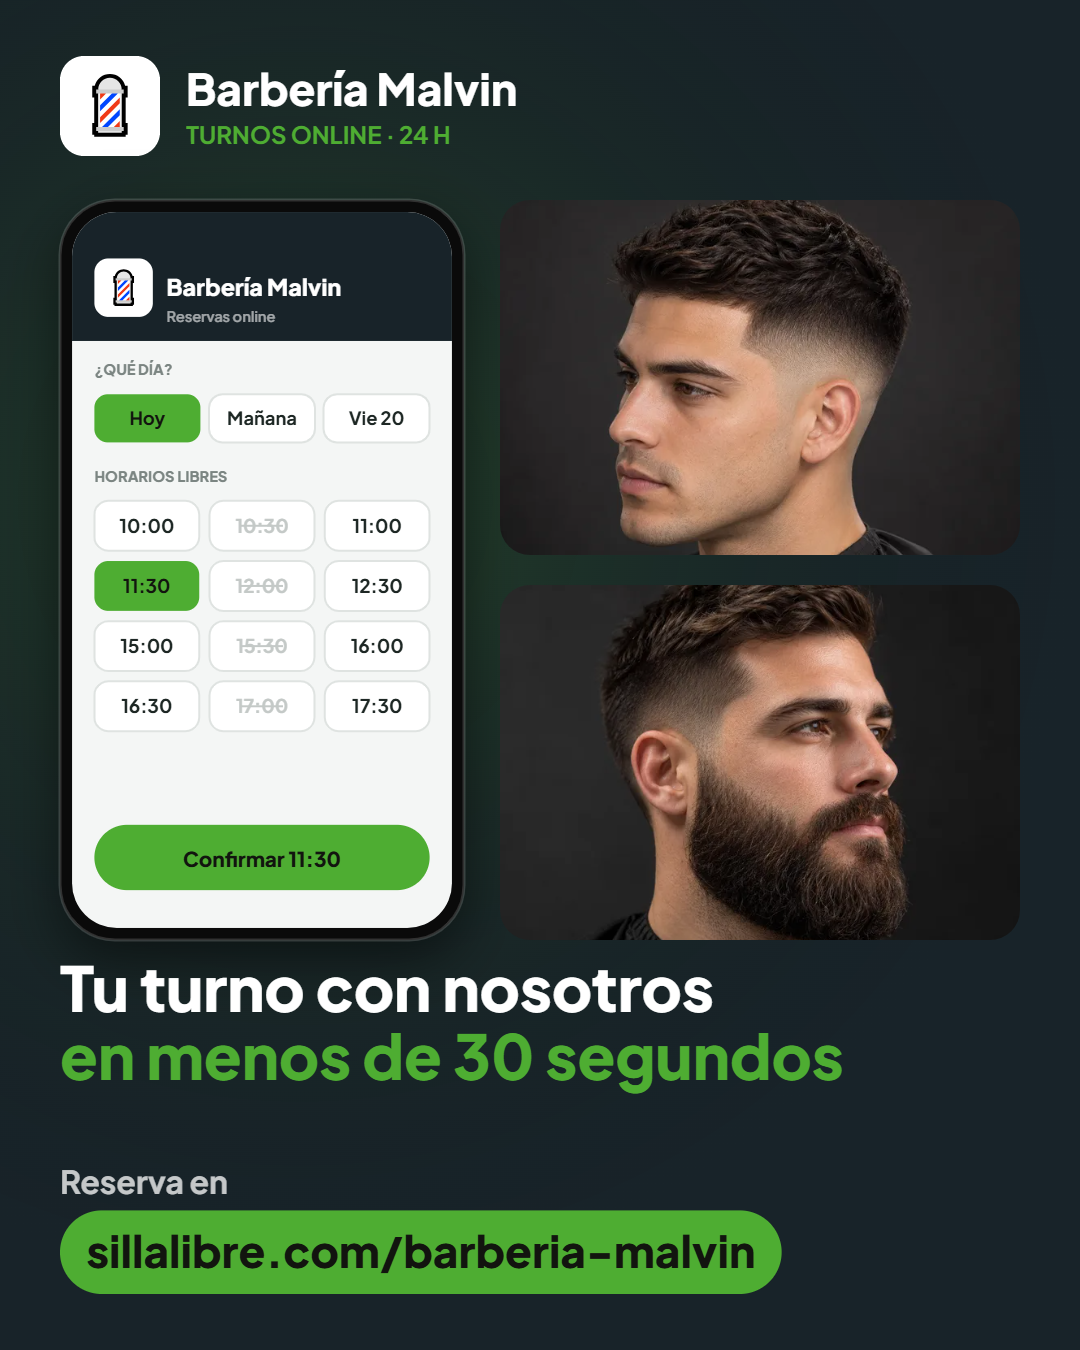 Barbería Malvin
TURNOS ONLINE · 24 H
Barbería Malvin
Reservas online
¿QUÉ DÍA?
Hoy Mañana Vie 20
HORARIOS LIBRES
10:00 10:30 11:00
11:30 12:00 12:30
15:00 15:30 16:00
16:30 17:00 17:30
Confirmar 11:30
Tu turno con nosotros
en menos de 30 segundos
Reserva en
sillalibre.com/barberia-malvin